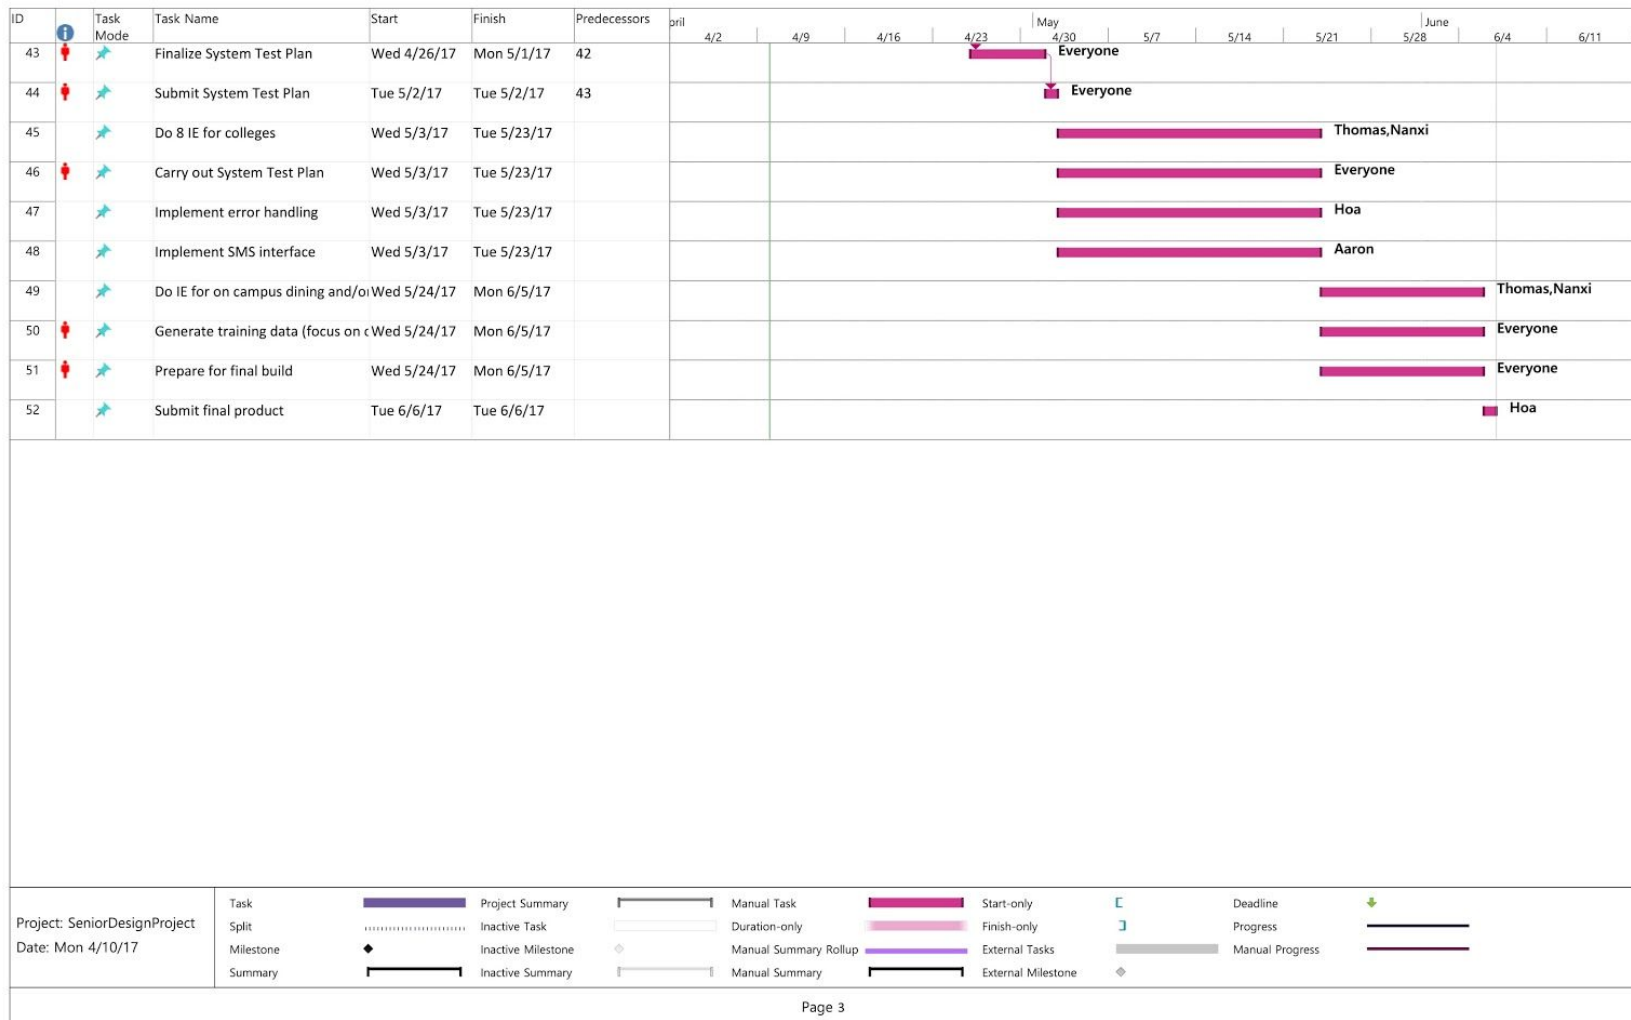 ID Task Mode Task Name Start Finish Predecessors pril May June
4/2 4/9 4/16 4/23 4/30 5/7 5/14 5/21 5/28 6/4 6/11
43 Finalize System Test Plan Wed 4/26/17 Mon 5/1/17 42 Everyone
44 Submit System Test Plan Tue 5/2/17 Tue 5/2/17 43 Everyone
45 Do 8 IE for colleges Wed 5/3/17 Tue 5/23/17 Thomas,Nanxi
46 Carry out System Test Plan Wed 5/3/17 Tue 5/23/17 Everyone
47 Implement error handling Wed 5/3/17 Tue 5/23/17 Hoa
48 Implement SMS interface Wed 5/3/17 Tue 5/23/17 Aaron
49 Do IE for on campus dining and/or Wed 5/24/17 Mon 6/5/17 Thomas,Nanxi
50 Generate training data (focus on c Wed 5/24/17 Mon 6/5/17 Everyone
51 Prepare for final build Wed 5/24/17 Mon 6/5/17 Everyone
52 Submit final product Tue 6/6/17 Tue 6/6/17 Hoa
Project: SeniorDesignProject
Date: Mon 4/10/17
Task Project Summary Manual Task Start-only Deadline
Split Inactive Task Duration-only Finish-only Progress
Milestone Inactive Milestone Manual Summary Rollup External Tasks Manual Progress
Summary Inactive Summary Manual Summary External Milestone
Page 3